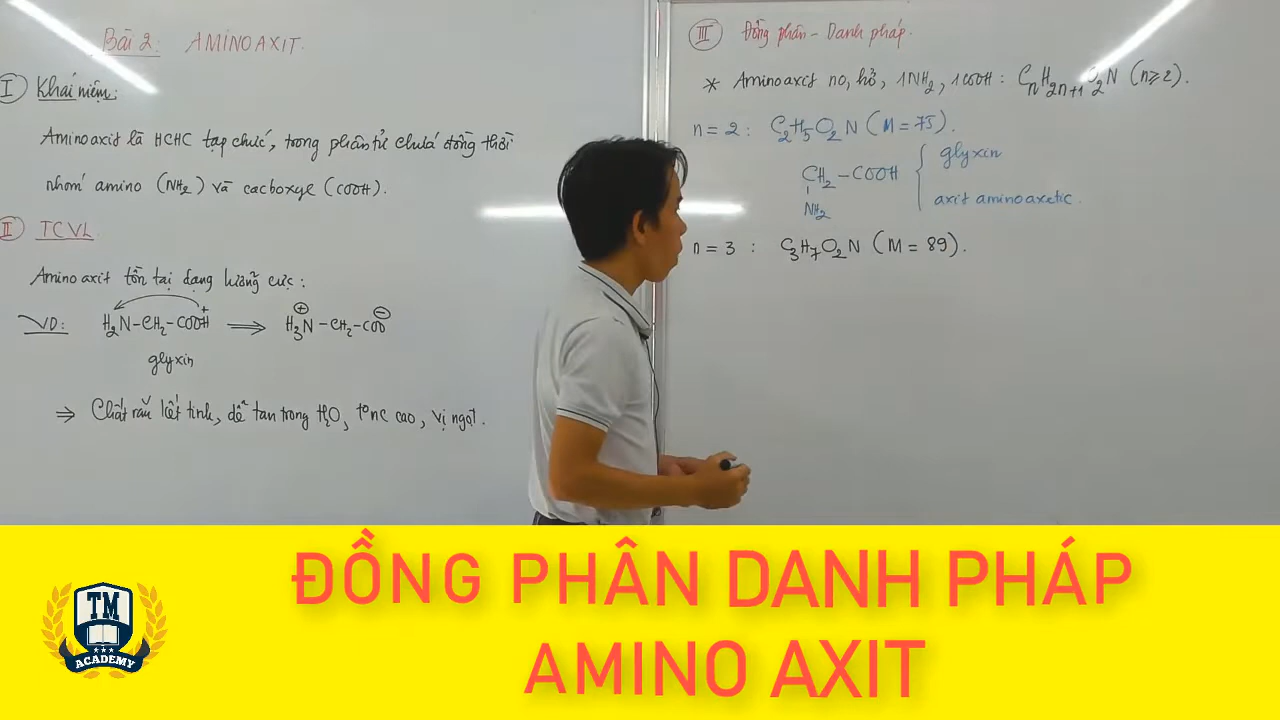 Bài 2: AMINOAXIT.
I Khái niệm:
Aminoaxit là HCHC tạp chức, trong phân tử chứa đồng thời
nhóm amino (NH2) và cacboxyl (COOH).
II TCVL
Aminoaxit tồn tại dạng lưỡng cực:
VD: H2N-CH2-COOH ⟹ H3N-CH2-COO
+ + −
glyxin
⇒ Chất rắn kết tinh, dễ tan trong H2O, tonc cao, vị ngọt.
III Đồng phân - Danh pháp.
* Aminoaxit no, hở, 1NH2, 1COOH: CnH2n+1O2N (n≥2).
n = 2: C2H5O2N (M = 75).
CH2-COOH { glyxin
NH2 axit aminoaxetic.
n = 3 : C3H7O2N (M = 89).
ĐỒNG PHÂN DANH PHÁP
AMINO AXIT
TM
ACADEMY